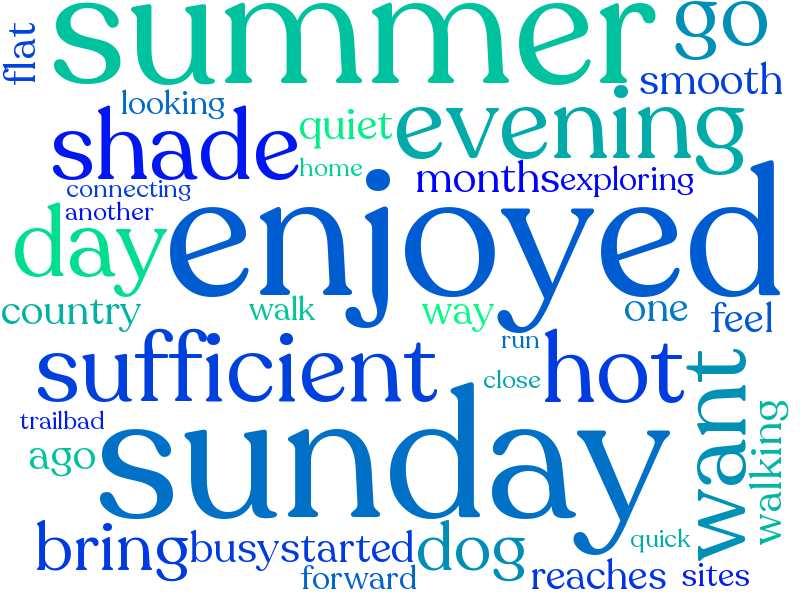 flat
summer
go
smooth
looking
shade
quiet
evening
home
connecting
months
exploring
another
day
enjoyed
country
walk
way
one
feel
sufficient
run
hot
close
want
walking
trailbad
ago
sunday
bring
busy
started
dog
quick
forward
reaches
sites